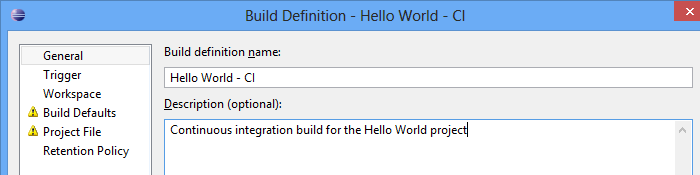 Build Definition - Hello World - CI
General
Trigger
Workspace
Build Defaults
Project File
Retention Policy
Build definition name:
Hello World - CI
Description (optional):
Continuous integration build for the Hello World project